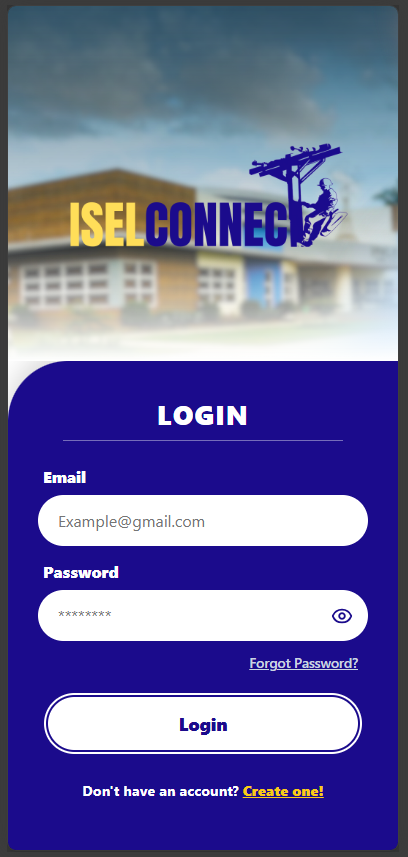 ISELCONNECT
LOGIN
Email
Example@gmail.com
Password
********
Forgot Password?
Login
Don't have an account? Create one!